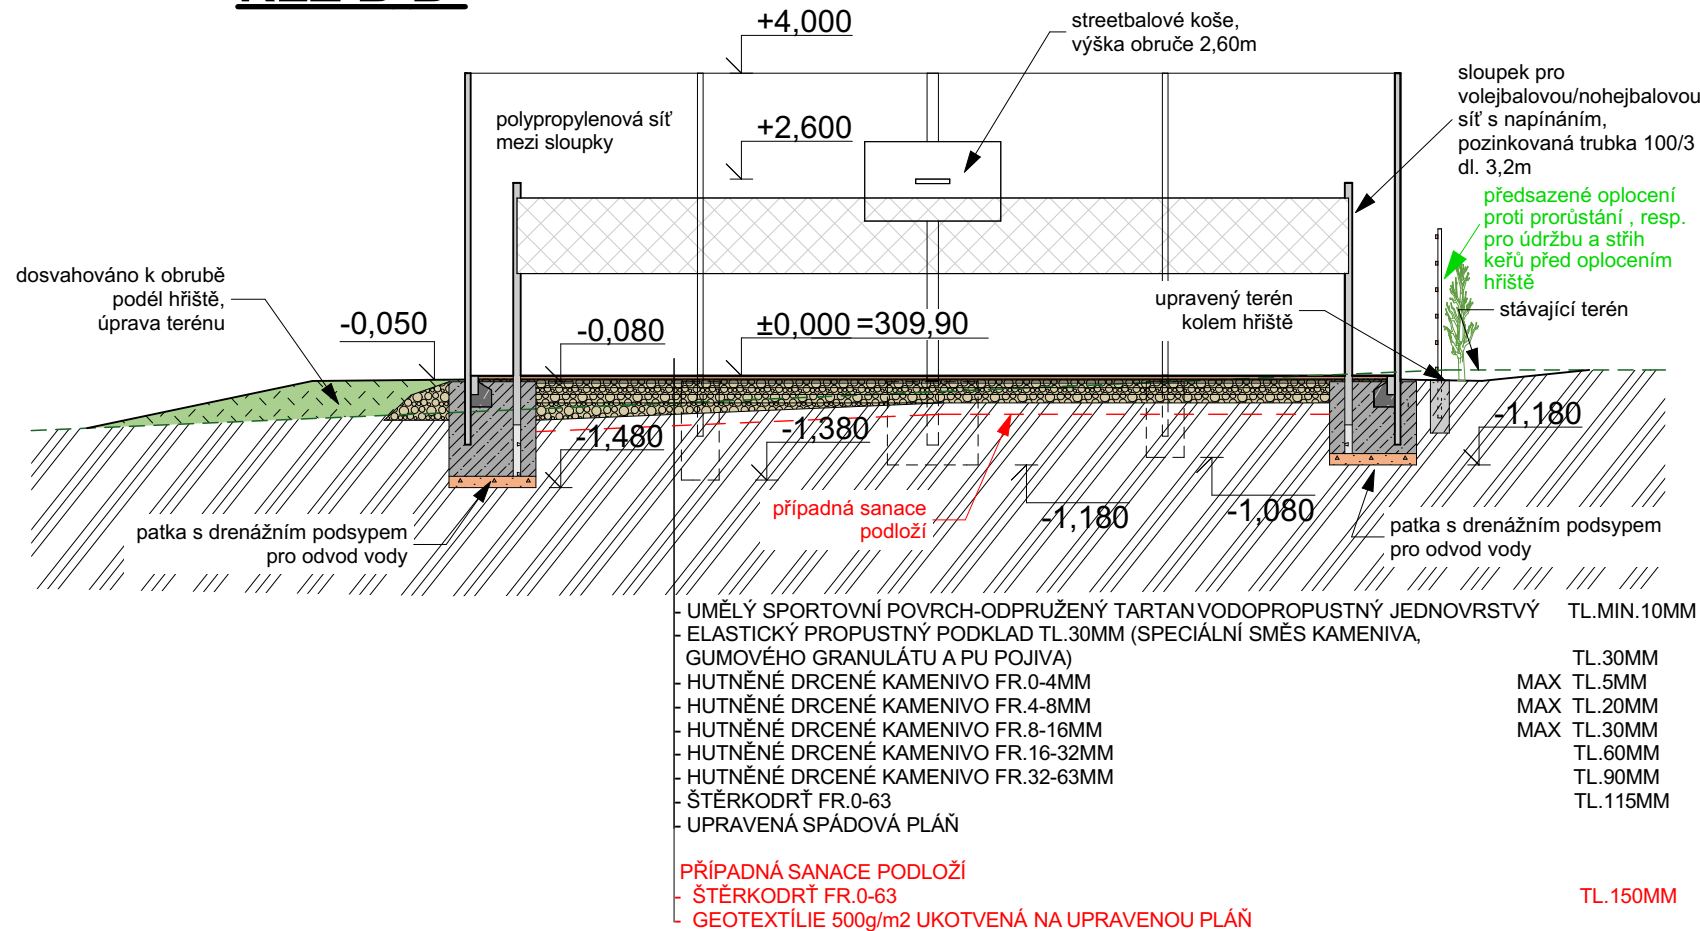 +4,000
streetbalové koše,
výška obruče 2,60m
sloupek pro
volejbalovou/nohejbalovou
síť s napínáním,
pozinkovaná trubka 100/3
dl. 3,2m
polypropylenová síť
mezi sloupky
+2,600
předsazené oplocení
proti prorůstání , resp.
pro údržbu a střih
keřů před oplocením
hřiště
dosvahováno k obrubě
podél hřiště,
úprava terénu
upravený terén
kolem hřiště
stávající terén
-0,050
-0,080
±0,000 =309,90
-1,480
-1,380
-1,180
případná sanace
podloží
-1,180
-1,080
patka s drenážním podsypem
pro odvod vody
patka s drenážním podsypem
pro odvod vody
- UMĚLÝ SPORTOVNÍ POVRCH-ODPRUŽENÝ TARTAN VODOPROPUSTNÝ JEDNOVRSTVÝ TL.MIN.10MM
- ELASTICKÝ PROPUSTNÝ PODKLAD TL.30MM (SPECIÁLNÍ SMĚS KAMENIVA,
GUMOVÉHO GRANULÁTU A PU POJIVA) TL.30MM
- HUTNĚNÉ DRCENÉ KAMENIVO FR.0-4MM MAX TL.5MM
- HUTNĚNÉ DRCENÉ KAMENIVO FR.4-8MM MAX TL.20MM
- HUTNĚNÉ DRCENÉ KAMENIVO FR.8-16MM MAX TL.30MM
- HUTNĚNÉ DRCENÉ KAMENIVO FR.16-32MM TL.60MM
- HUTNĚNÉ DRCENÉ KAMENIVO FR.32-63MM TL.90MM
- ŠTĚRKODRŤ FR.0-63 TL.115MM
- UPRAVENÁ SPÁDOVÁ PLÁŇ
PŘÍPADNÁ SANACE PODLOŽÍ
- ŠTĚRKODRŤ FR.0-63 TL.150MM
- GEOTEXTÍLIE 500g/m2 UKOTVENÁ NA UPRAVENOU PLÁŇ